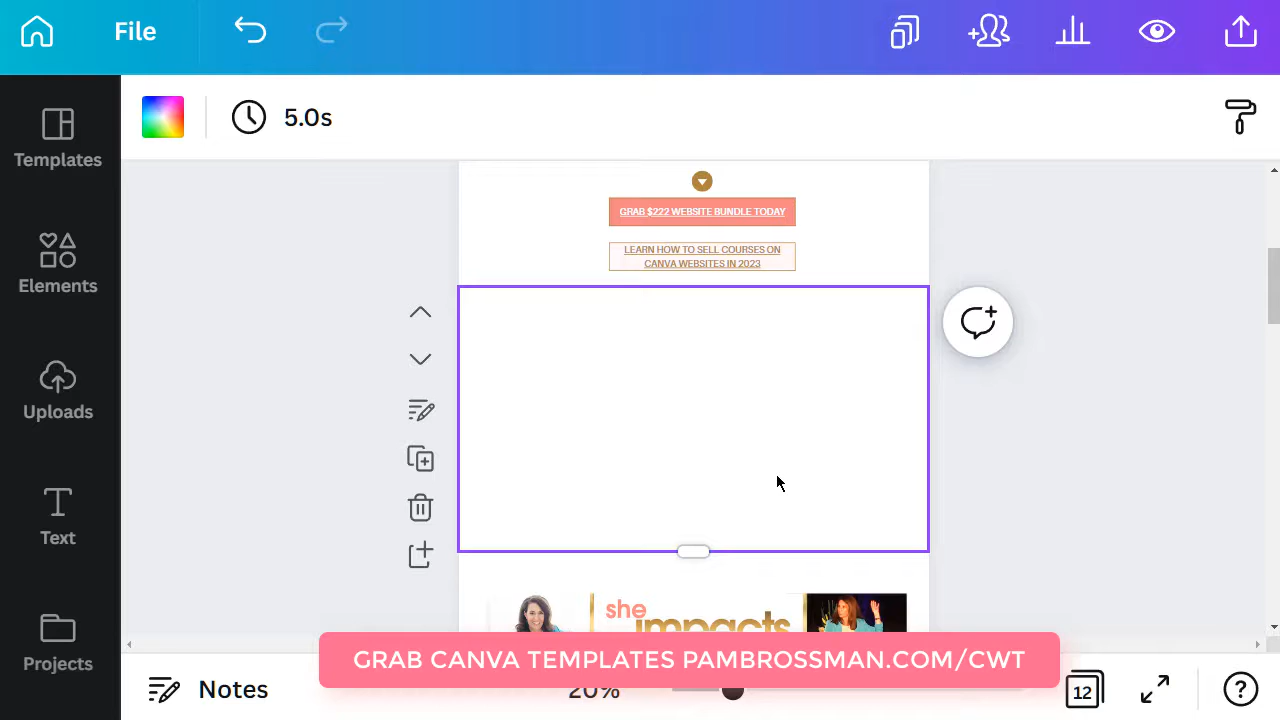 File
5.0s
Templates
Elements
Uploads
Text
Projects
GRAB $222 WEBSITE BUNDLE TODAY
LEARN HOW TO SELL COURSES ON
CANVA WEBSITES IN 2023
she
impacts
GRAB CANVA TEMPLATES PAMBROSSMAN.COM/CWT
Notes
20%
12